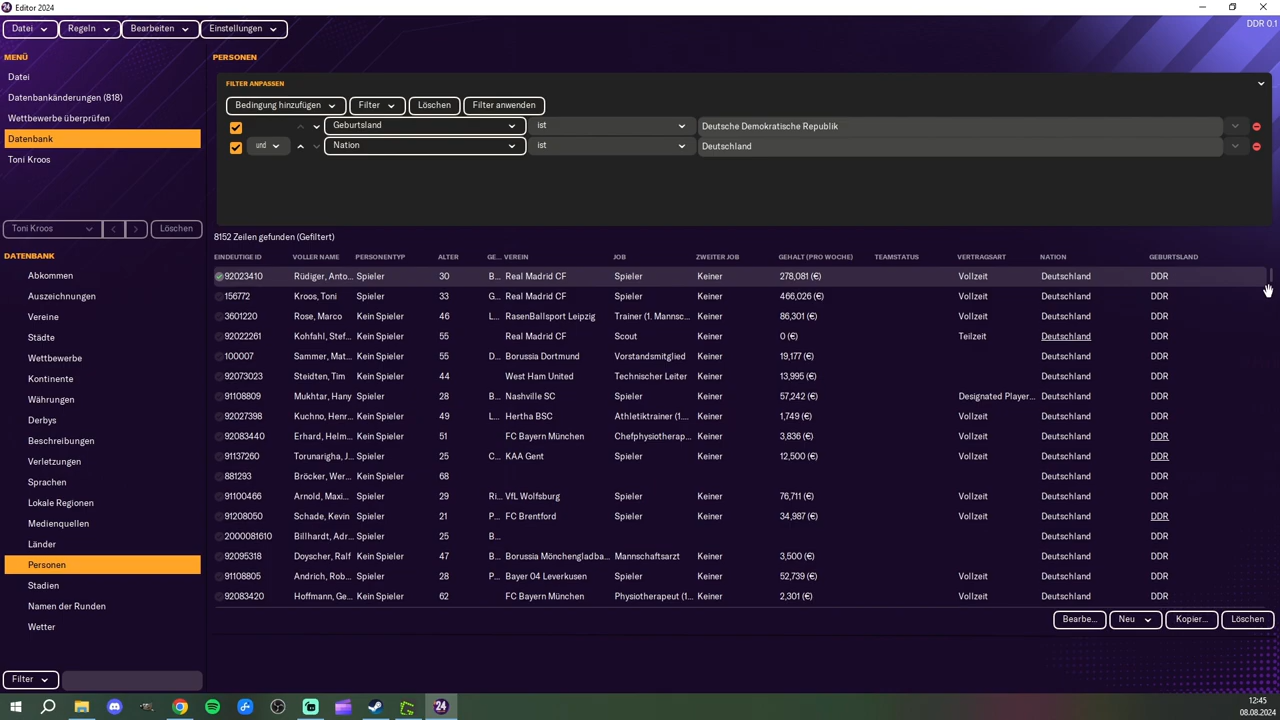 Editor 2024
Datei Regeln Bearbeiten Einstellungen
DDR 0.1
MENÜ
Datei
Datenbankänderungen (818)
Wettbewerbe überprüfen
Datenbank
Toni Kroos
Toni Kroos Löschen
DATENBANK
Abkommen
Auszeichnungen
Vereine
Städte
Wettbewerbe
Kontinente
Währungen
Derbys
Beschreibungen
Verletzungen
Sprachen
Lokale Regionen
Medienquellen
Länder
Personen
Stadien
Namen der Runden
Wetter
Filter
PERSONEN
FILTER ANPASSEN
Bedingung hinzufügen Filter Löschen Filter anwenden
Geburtsland ist Deutsche Demokratische Republik
und Nation ist Deutschland
8152 Zeilen gefunden (Gefiltert)
EINDEUTIGE ID VOLLER NAME PERSONENTYP ALTER GE... VEREIN JOB ZWEITER JOB GEHALT (PRO WOCHE) TEAMSTATUS VERTRAGSART NATION GEBURTSLAND
92023410 Rüdiger, Anto... Spieler 30 B... Real Madrid CF Spieler Keiner 278,081 (€) Vollzeit Deutschland DDR
156772 Kroos, Toni Spieler 33 G... Real Madrid CF Spieler Keiner 466,026 (€) Vollzeit Deutschland DDR
3601220 Rose, Marco Kein Spieler 46 L... RasenBallsport Leipzig Trainer (1. Mannsc... Keiner 86,301 (€) Vollzeit Deutschland DDR
92022261 Kohfahl, Stef... Kein Spieler 55 Real Madrid CF Scout Keiner 0 (€) Teilzeit Deutschland DDR
100007 Sammer, Mat... Kein Spieler 55 D... Borussia Dortmund Vorstandsmitglied Keiner 19,177 (€) Vollzeit Deutschland DDR
92073023 Steidten, Tim Kein Spieler 44 West Ham United Technischer Leiter Keiner 13,995 (€) Vollzeit Deutschland DDR
91108809 Mukhtar, Hany Spieler 28 B... Nashville SC Spieler Keiner 57,242 (€) Designated Player... Deutschland DDR
92027398 Kuchno, Henr... Kein Spieler 49 L... Hertha BSC Athletiktrainer (1.... Keiner 1,749 (€) Vollzeit Deutschland DDR
92083440 Erhard, Helm... Kein Spieler 51 FC Bayern München Chefphysiotherap... Keiner 3,836 (€) Vollzeit Deutschland DDR
91137260 Torunarigha, J... Spieler 25 C... KAA Gent Spieler Keiner 12,500 (€) Vollzeit Deutschland DDR
881293 Bröcker, Wer... Kein Spieler 68 Deutschland DDR
91100466 Arnold, Maxi... Spieler 29 Ri... VfL Wolfsburg Spieler Keiner 76,711 (€) Vollzeit Deutschland DDR
91208050 Schade, Kevin Spieler 21 P... FC Brentford Spieler Keiner 34,987 (€) Vollzeit Deutschland DDR
2000081610 Billhardt, Adr... Spieler 25 B... Deutschland DDR
92095318 Doyscher, Ralf Kein Spieler 47 Borussia Mönchengladba... Mannschaftsarzt Keiner 3,500 (€) Vollzeit Deutschland DDR
91108805 Andrich, Rob... Spieler 28 P... Bayer 04 Leverkusen Spieler Keiner 52,739 (€) Vollzeit Deutschland DDR
92083420 Hoffmann, Ge... Kein Spieler 62 FC Bayern München Physiotherapeut (1... Keiner 2,301 (€) Vollzeit Deutschland DDR
Bearbe... Neu Kopier... Löschen
24
12:45
08.08.2024